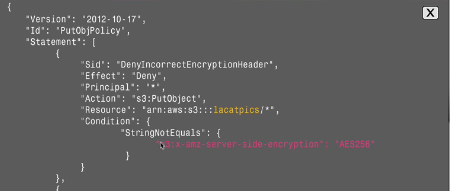 X
{
"Version": "2012-10-17",
"Id": "PutObjPolicy",
"Statement": [
{
"Sid": "DenyIncorrectEncryptionHeader",
"Effect": "Deny",
"Principal": "*",
"Action": "s3:PutObject",
"Resource": "arn:aws:s3:::lacatpics/*",
"Condition": {
"StringNotEquals": {
"s3:x-amz-server-side-encryption": "AES256"
}
}
},
{